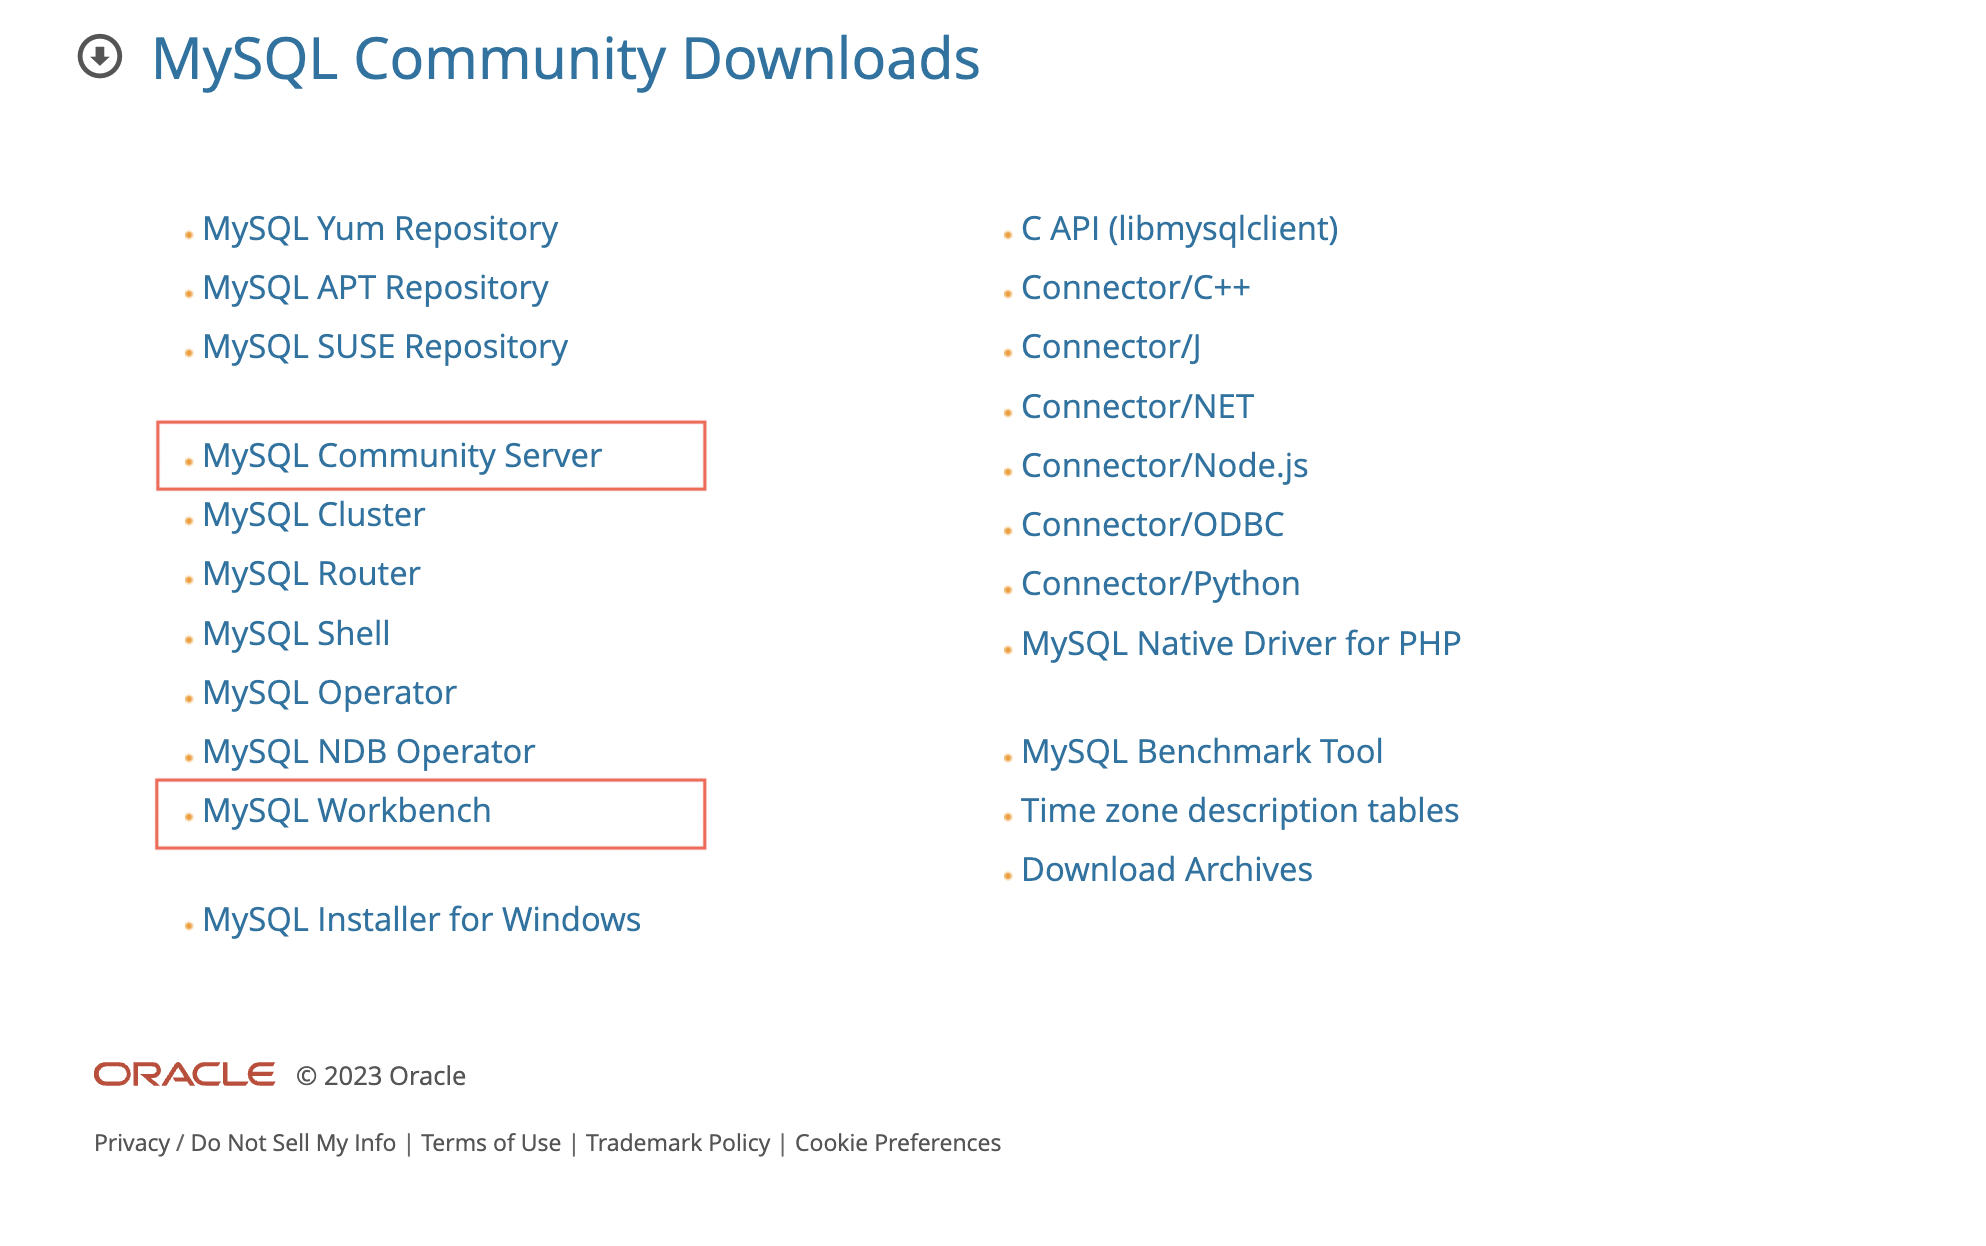 MySQL Community Downloads
MySQL Yum Repository
MySQL APT Repository
MySQL SUSE Repository
MySQL Community Server
MySQL Cluster
MySQL Router
MySQL Shell
MySQL Operator
MySQL NDB Operator
MySQL Workbench
MySQL Installer for Windows
C API (libmysqlclient)
Connector/C++
Connector/J
Connector/NET
Connector/Node.js
Connector/ODBC
Connector/Python
MySQL Native Driver for PHP
MySQL Benchmark Tool
Time zone description tables
Download Archives
ORACLE © 2023 Oracle
Privacy / Do Not Sell My Info | Terms of Use | Trademark Policy | Cookie Preferences